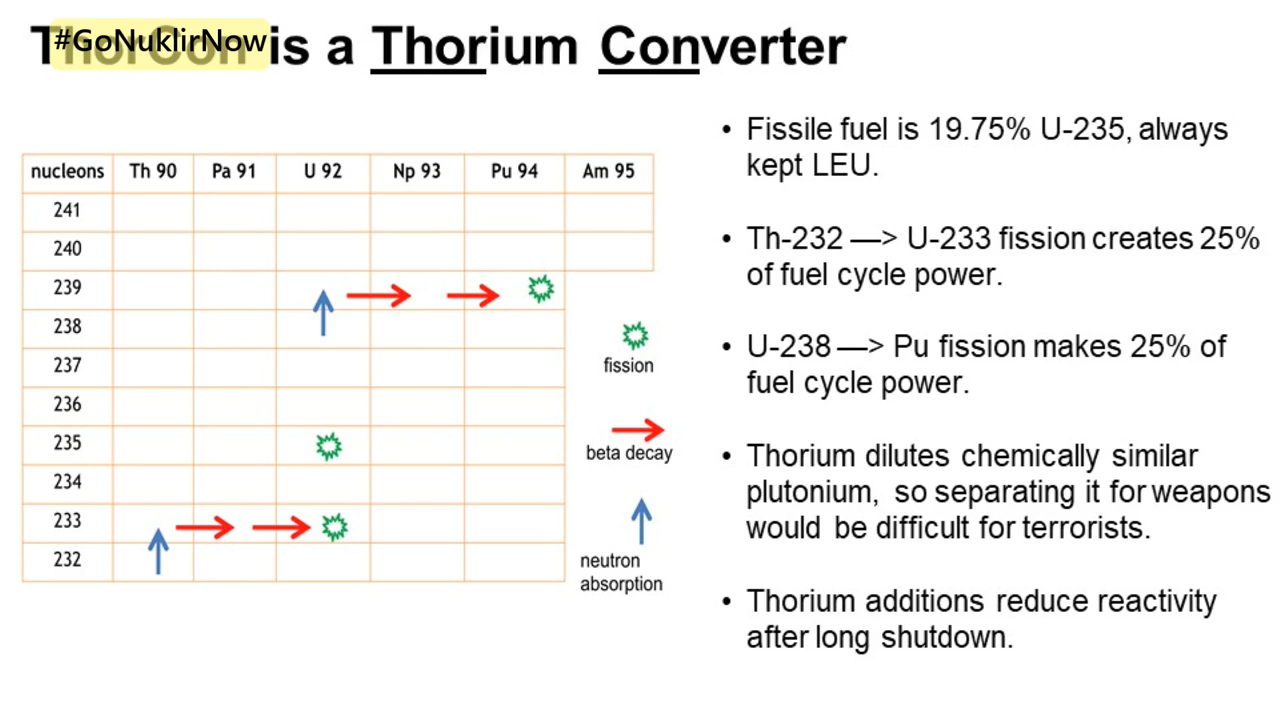 #GoNuklirNow
ThorCon is a Thorium Converter
nucleons Th 90 Pa 91 U 92 Np 93 Pu 94 Am 95
241
240
239
238
237
236
235
234
233
232
fission
beta decay
neutron
absorption
• Fissile fuel is 19.75% U-235, always
kept LEU.
• Th-232 —> U-233 fission creates 25%
of fuel cycle power.
• U-238 —> Pu fission makes 25% of
fuel cycle power.
• Thorium dilutes chemically similar
plutonium, so separating it for weapons
would be difficult for terrorists.
• Thorium additions reduce reactivity
after long shutdown.